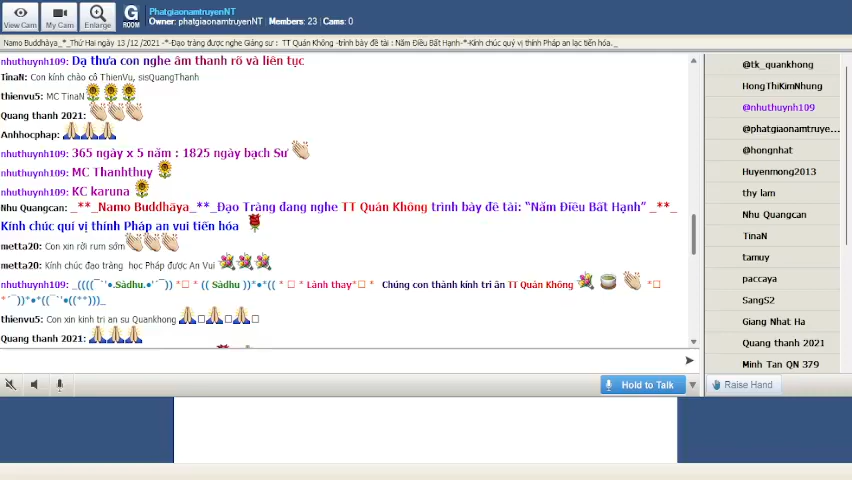 PhatgiaonamtruyenNT
Owner: phatgiaonamtruyenNT Members: 23 Cams: 0
View Cam
My Cam
Enlarge
G
ROOM
Namo Buddhàya_*_Thứ Hai ngày 13 /12 /2021 -*-Đạo tràng được nghe Giảng sư : TT Quán Không -trình bày đề tài : Năm Điều Bất Hạnh-*-Kính chúc quý vị thính Pháp an lạc tiến hóa._
nhuthuynh109: Dạ thưa con nghe âm thanh rõ và liên tục
TinaN: Con kính chào cô ThienVu, sisQuangThanh
thienvu5: MC TinaN
Quang thanh 2021:
Anhhocphap:
nhuthuynh109: 365 ngày x 5 năm : 1825 ngày bạch Sư
nhuthuynh109: MC Thanhthuy
nhuthuynh109: KC karuna
Nhu Quangcan: _**_Namo Buddhāya_**_Đạo Tràng đang nghe TT Quán Không trình bày đề tài: “Năm Điều Bất Hạnh” _**_
Kính chúc quí vị thính Pháp an vui tiến hóa
metta20: Con xin rời rum sớm
metta20: Kính chúc đạo tràng học Pháp được An Vui
nhuthuynh109: _((((¯`'•.Sàdhu.•'´¯)) *□ * (( Sàdhu ))*•*(( * □ * Lành thay*□ * Chúng con thành kính tri ân TT Quán Không *□
*´¯))*•*((¯`'•((**)))_
thienvu5: Con xin kinh tri an su Quankhong
Quang thanh 2021:
Hold to Talk
@tk_quankhong
HongThiKimNhung
@nhuthuynh109
@phatgiaonamtruye...
@hongnhat
Huyenmong2013
thy lam
Nhu Quangcan
TinaN
tamuy
paccaya
SangS2
Giang Nhat Ha
Quang thanh 2021
Minh Tan QN 379
Raise Hand